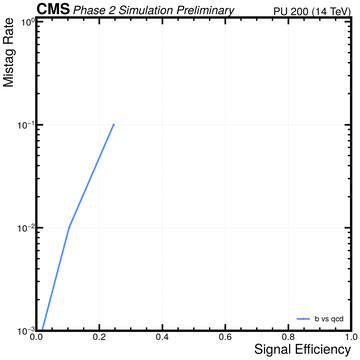 CMS Phase 2 Simulation Preliminary PU 200 (14 TeV)
Mistag Rate
10⁰
10⁻¹
10⁻²
10⁻³
b vs qcd
0.0 0.2 0.4 0.6 0.8 1.0
Signal Efficiency